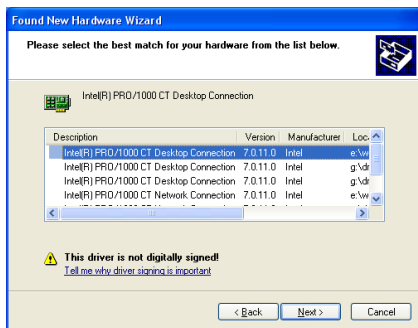 Found New Hardware Wizard
Please select the best match for your hardware from the list below.
Intel(R) PRO/1000 CT Desktop Connection
Description Version Manufacturer Loc
Intel(R) PRO/1000 CT Desktop Connection 7.0.11.0 Intel e:\w
Intel(R) PRO/1000 CT Desktop Connection 7.0.11.0 Intel g:\dr
Intel(R) PRO/1000 CT Desktop Connection 7.0.11.0 Intel g:\dr
Intel(R) PRO/1000 CT Network Connection 7.0.11.0 Intel e:\w
This driver is not digitally signed!
Tell me why driver signing is important
< Back Next > Cancel